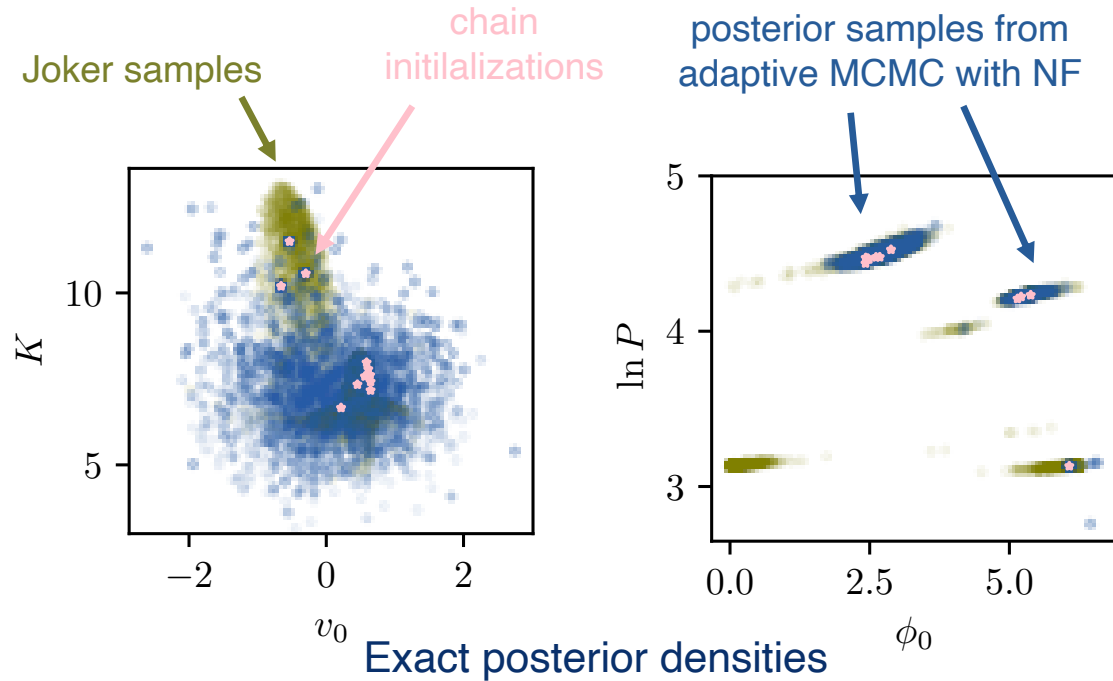 chain
initilalizations
Joker samples
posterior samples from
adaptive MCMC with NF
10
5
K
−2
0
2
v₀
5
4
3
ln P
0.0
2.5
5.0
ϕ₀
Exact posterior densities